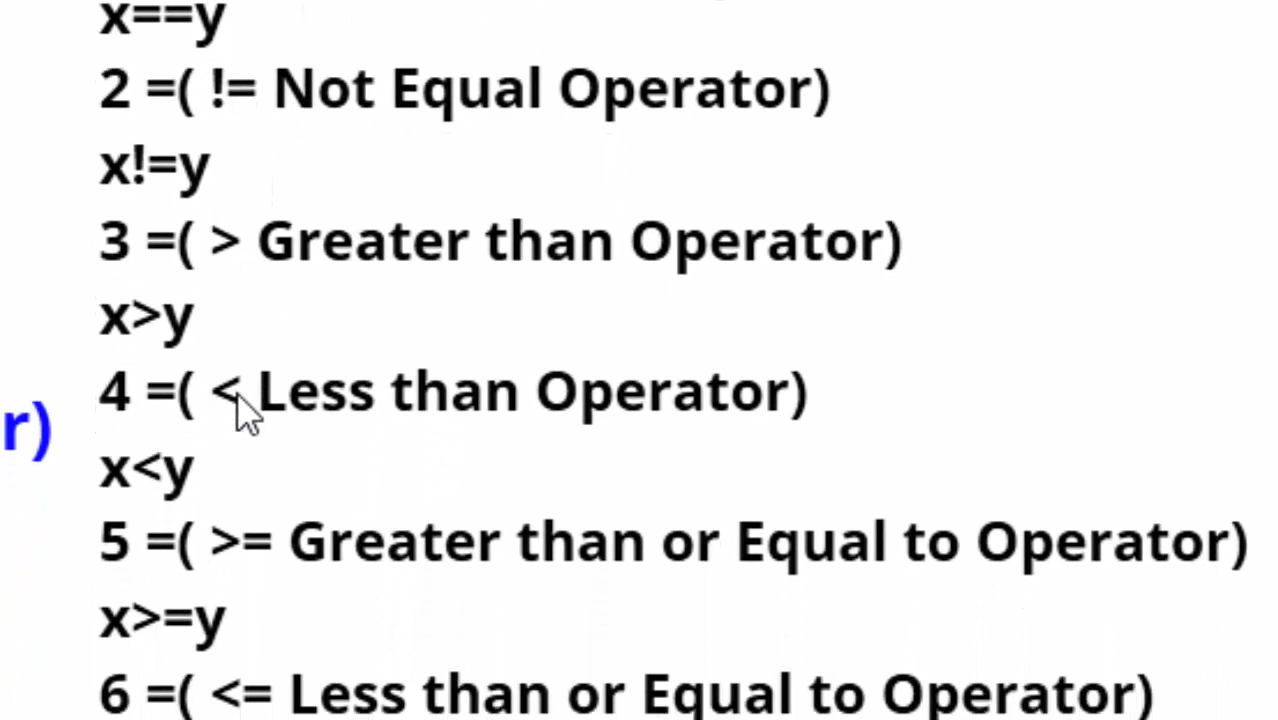 x==y
2 =( != Not Equal Operator)
x!=y
3 =( > Greater than Operator)
x>y
4 =( < Less than Operator)
r)
x<y
5 =( >= Greater than or Equal to Operator)
x>=y
6 =( <= Less than or Equal to Operator)